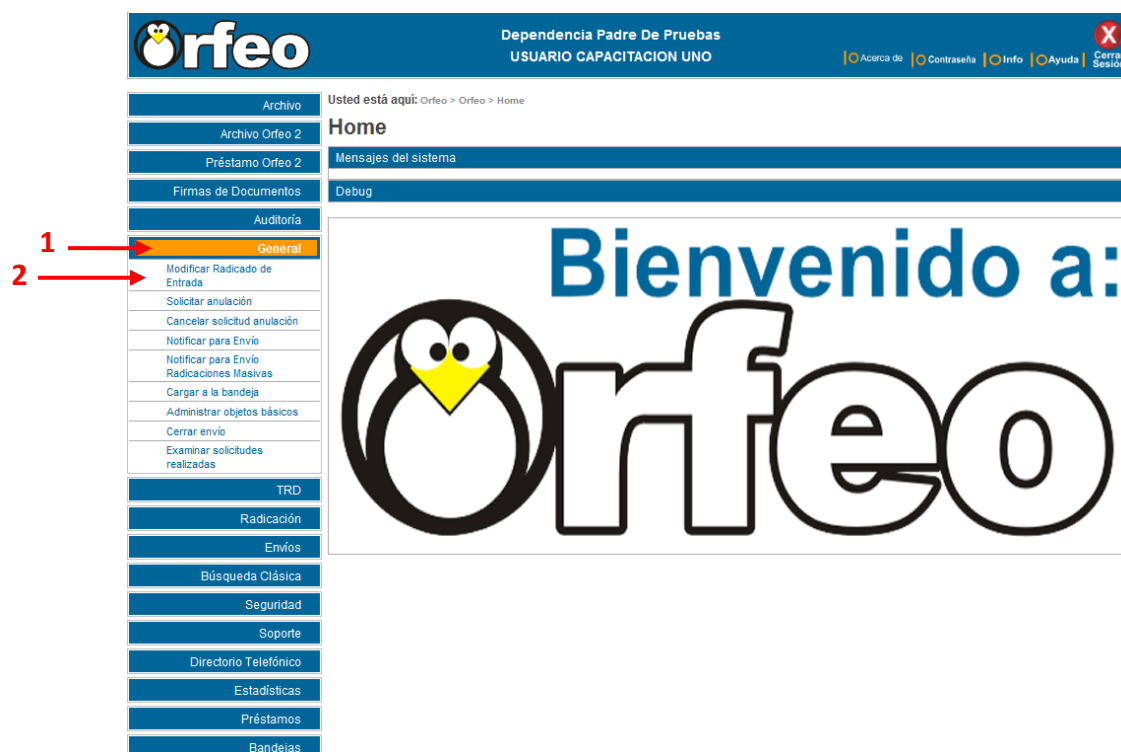 Orfeo
Dependencia Padre De Pruebas
USUARIO CAPACITACION UNO
Acerca de Contraseña Info Ayuda
X
Cerra
Sesión
Archivo
Archivo Orfeo 2
Préstamo Orfeo 2
Firmas de Documentos
Auditoría
1
General
2
Modificar Radicado de
Entrada
Solicitar anulación
Cancelar solicitud anulación
Notificar para Envío
Notificar para Envío
Radicaciones Masivas
Cargar a la bandeja
Administrar objetos básicos
Cerrar envío
Examinar solicitudes
realizadas
TRD
Radicación
Envíos
Búsqueda Clásica
Seguridad
Soporte
Directorio Telefónico
Estadísticas
Préstamos
Bandejas
Usted está aquí: Orfeo > Orfeo > Home
Home
Mensajes del sistema
Debug
Bienvenido a:
Orfeo